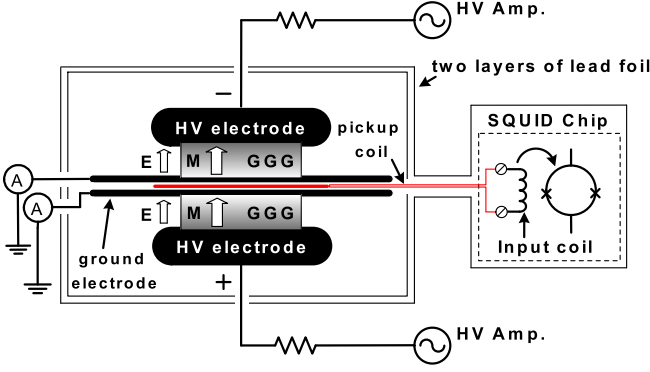 HV Amp.
two layers of lead foil
−
HV electrode
pickup
coil
SQUID Chip
E M GGG
A
A
E M GGG
HV electrode
ground
electrode
Input coil
+
HV Amp.